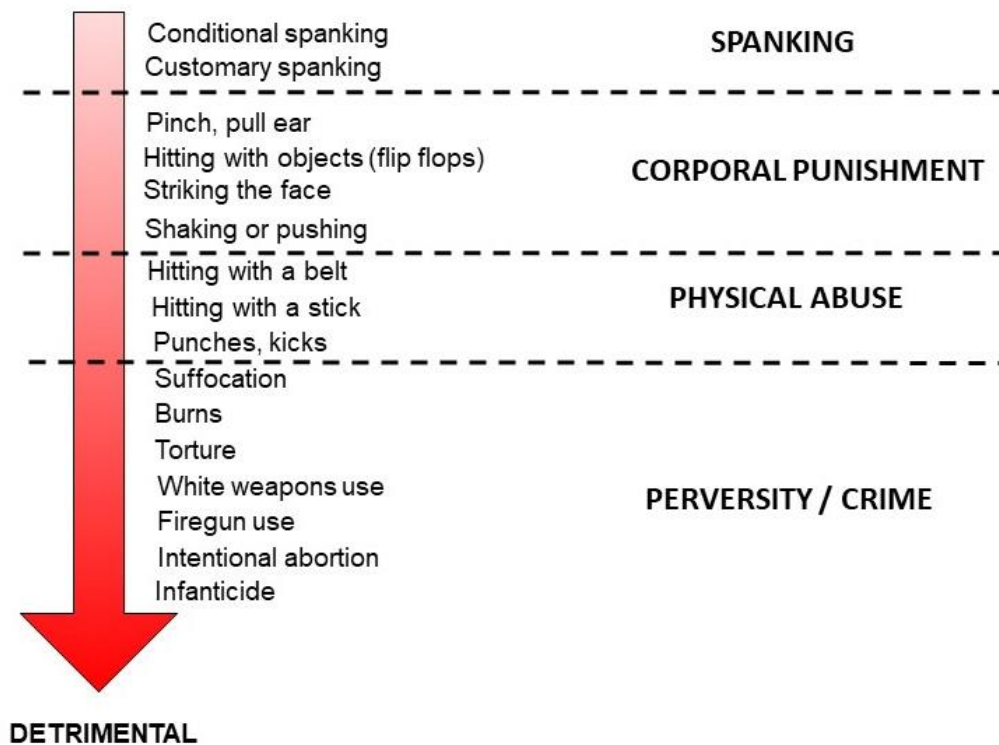 Conditional spanking
Customary spanking
SPANKING
Pinch, pull ear
Hitting with objects (flip flops)
Striking the face
Shaking or pushing
CORPORAL PUNISHMENT
Hitting with a belt
Hitting with a stick
Punches, kicks
PHYSICAL ABUSE
Suffocation
Burns
Torture
White weapons use
Firegun use
Intentional abortion
Infanticide
PERVERSITY / CRIME
DETRIMENTAL